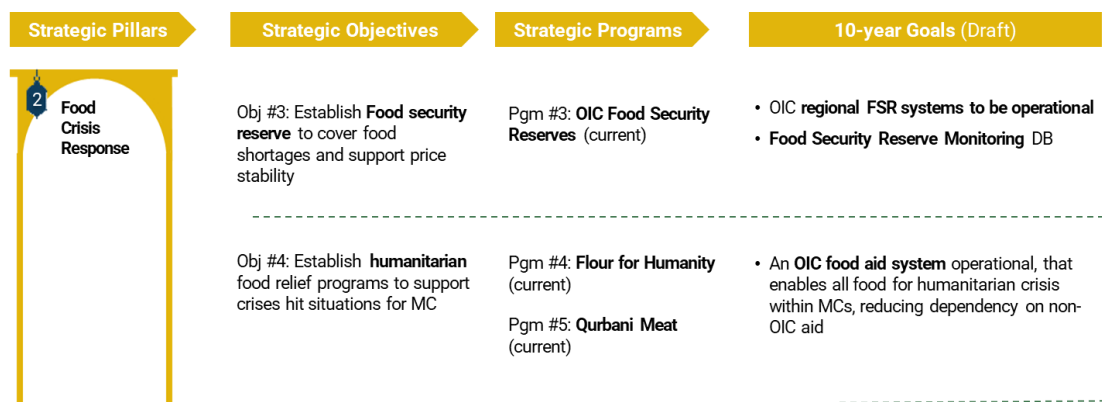 Strategic Pillars
Strategic Objectives
Strategic Programs
10-year Goals (Draft)
2
Food
Crisis
Response
Obj #3: Establish Food security
reserve to cover food
shortages and support price
stability
Pgm #3: OIC Food Security
Reserves (current)
• OIC regional FSR systems to be operational
• Food Security Reserve Monitoring DB
Obj #4: Establish humanitarian
food relief programs to support
crises hit situations for MC
Pgm #4: Flour for Humanity
(current)
Pgm #5: Qurbani Meat
(current)
• An OIC food aid system operational, that
enables all food for humanitarian crisis
within MCs, reducing dependency on non-
OIC aid